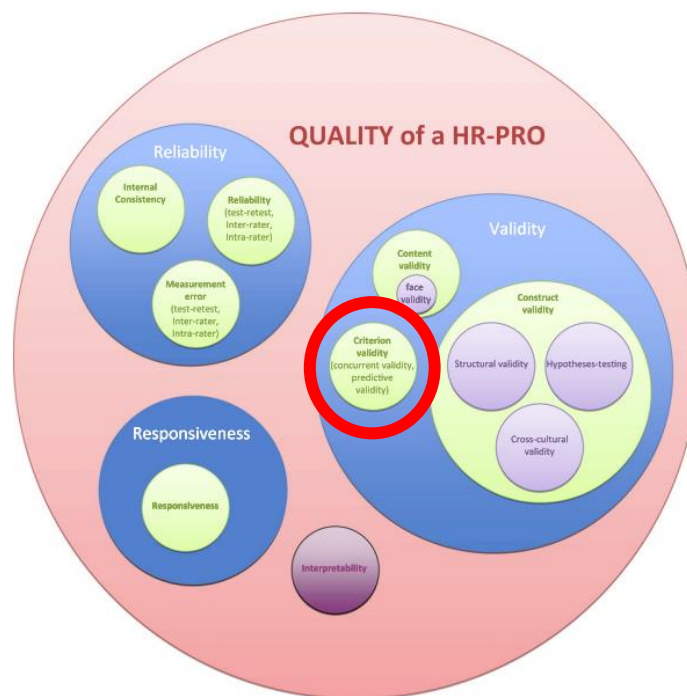 QUALITY of a HR-PRO
Reliability
Internal
Consistency
Reliability
(test-retest,
Inter-rater,
Intra-rater)
Measurement
error
(test-retest,
Inter-rater,
Intra-rater)
Validity
Content
validity
face
validity
Criterion
validity
(concurrent validity,
predictive
validity)
Construct
validity
Structural validity
Hypotheses-testing
Cross-cultural
validity
Responsiveness
Responsiveness
Interpretability